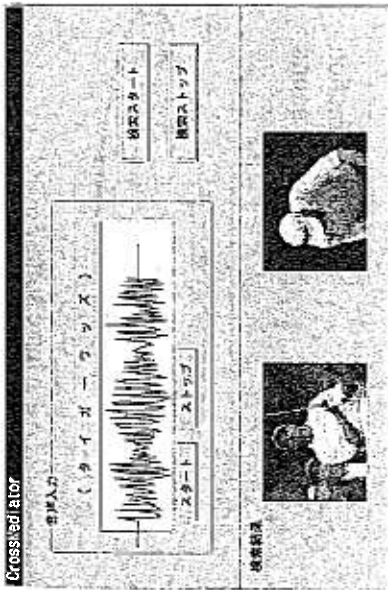 CrossMediator
音声入力
(タイガーウッズ)
スタート
ストップ
検索スタート
検索ストップ
検索結果